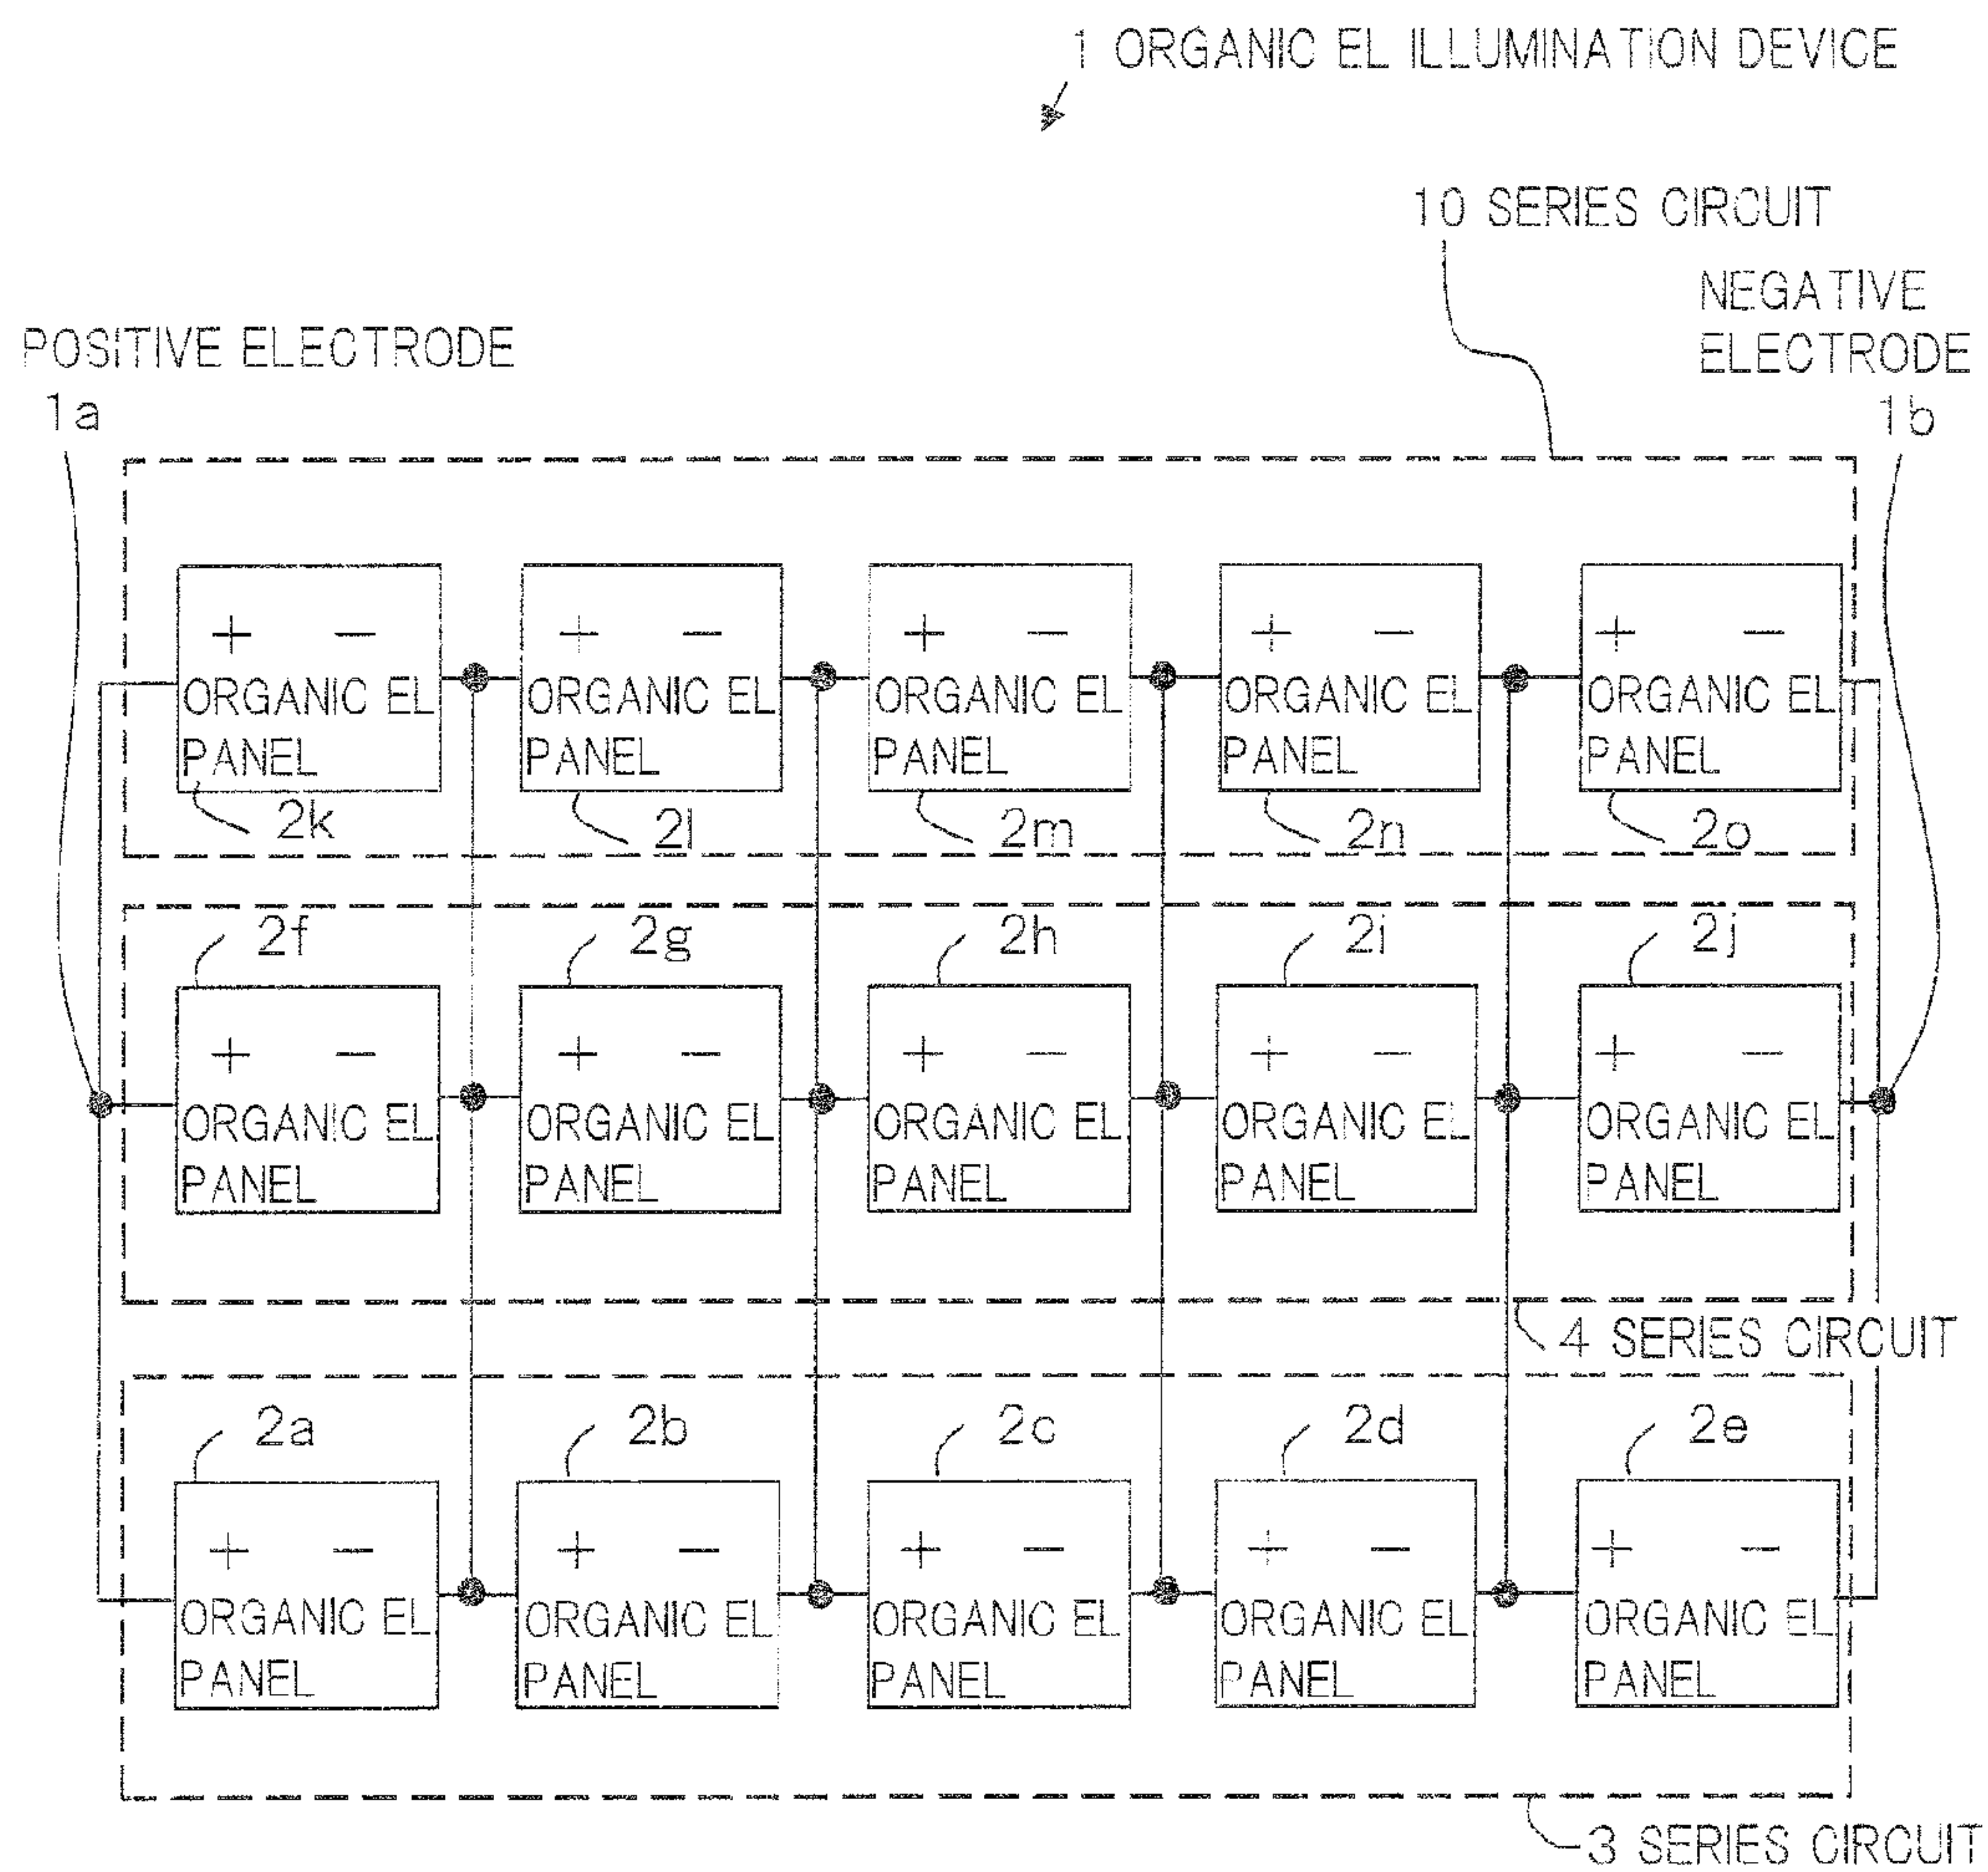 1 ORGANIC EL ILLUMINATION DEVICE
10 SERIES CIRCUIT
NEGATIVE
ELECTRODE
1b
POSITIVE ELECTRODE
1a
+ −
ORGANIC EL
PANEL
2k
+ −
ORGANIC EL
PANEL
2l
+ −
ORGANIC EL
PANEL
2m
+ −
ORGANIC EL
PANEL
2n
+ −
ORGANIC EL
PANEL
2o
2f
+ −
ORGANIC EL
PANEL
2g
+ −
ORGANIC EL
PANEL
2h
+ −
ORGANIC EL
PANEL
2i
+ −
ORGANIC EL
PANEL
2j
+ −
ORGANIC EL
PANEL
4 SERIES CIRCUIT
2a
+ −
ORGANIC EL
PANEL
2b
+ −
ORGANIC EL
PANEL
2c
+ −
ORGANIC EL
PANEL
2d
+ −
ORGANIC EL
PANEL
2e
+ −
ORGANIC EL
PANEL
3 SERIES CIRCUIT